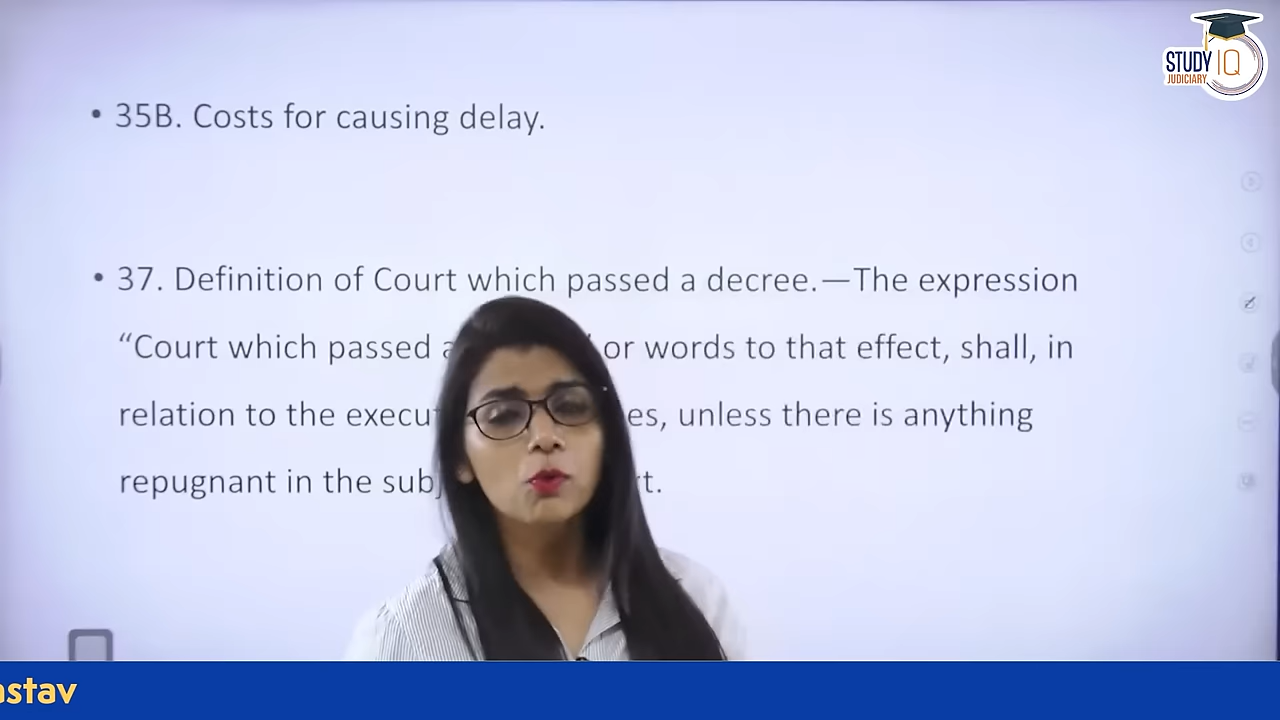 STUDY IQ
JUDICIARY
• 35B. Costs for causing delay.
• 37. Definition of Court which passed a decree.—The expression
“Court which passed a or words to that effect, shall, in
relation to the execu es, unless there is anything
repugnant in the sub t.
astav